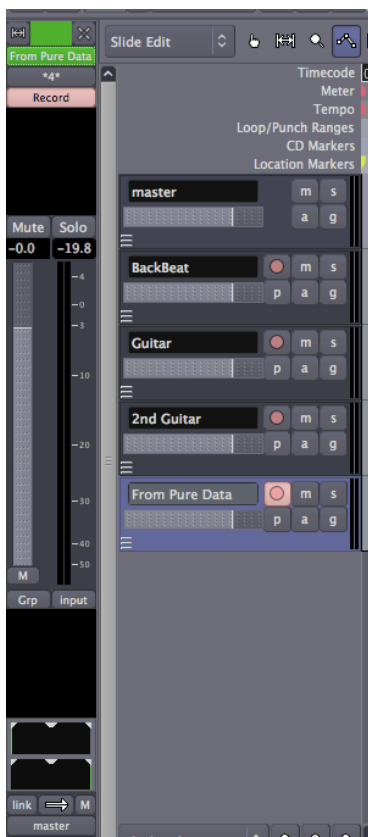 From Pure Data
*4*
Record
Mute Solo
-0.0 -19.8
-4
-0
-3
-10
-20
-30
-40
-50
M
Grp input
link M
master
Slide Edit
Timecode
Meter
Tempo
Loop/Punch Ranges
CD Markers
Location Markers
master m s
a g
BackBeat m s
p a g
Guitar m s
p a g
2nd Guitar m s
p a g
From Pure Data m s
p a g